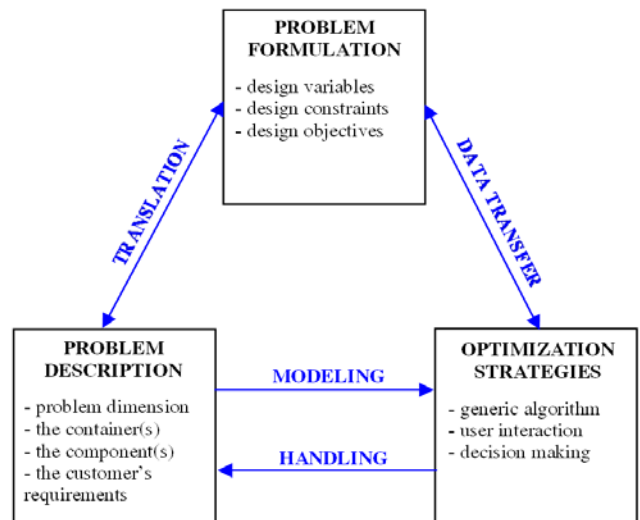 PROBLEM
FORMULATION
- design variables
- design constraints
- design objectives
TRANSLATION
DATA TRANSFER
PROBLEM
DESCRIPTION
- problem dimension
- the container(s)
- the component(s)
- the customer's
requirements
MODELING
HANDLING
OPTIMIZATION
STRATEGIES
- generic algorithm
- user interaction
- decision making